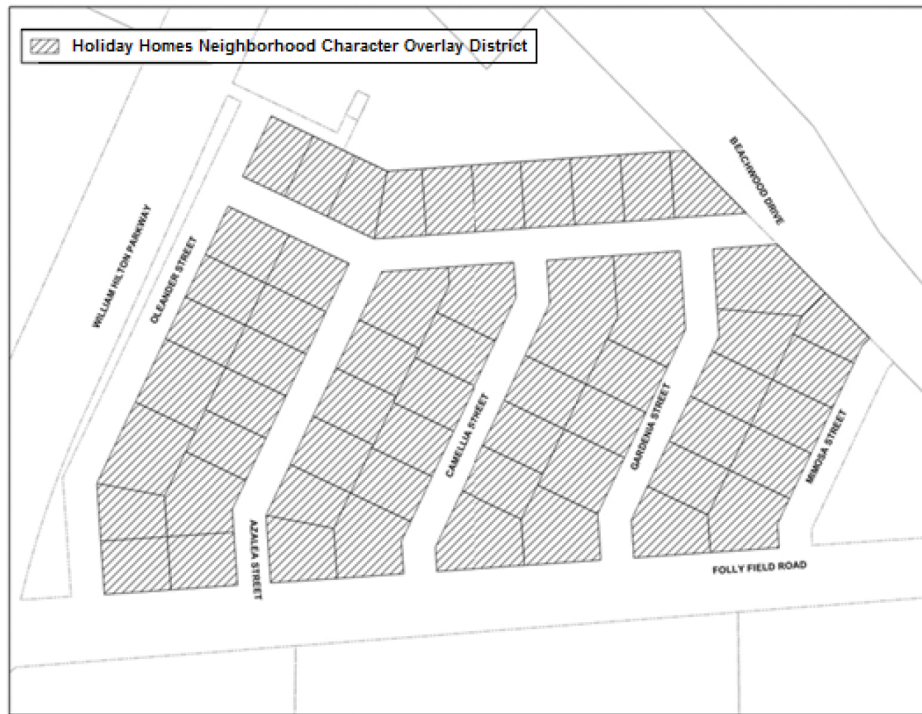 Holiday Homes Neighborhood Character Overlay District
BEACHWOOD DRIVE
WILLIAM HILTON PARKWAY
OLEANDER STREET
CAMELLIA STREET
GARDENIA STREET
MIMOSA STREET
AZALEA STREET
FOLLY FIELD ROAD